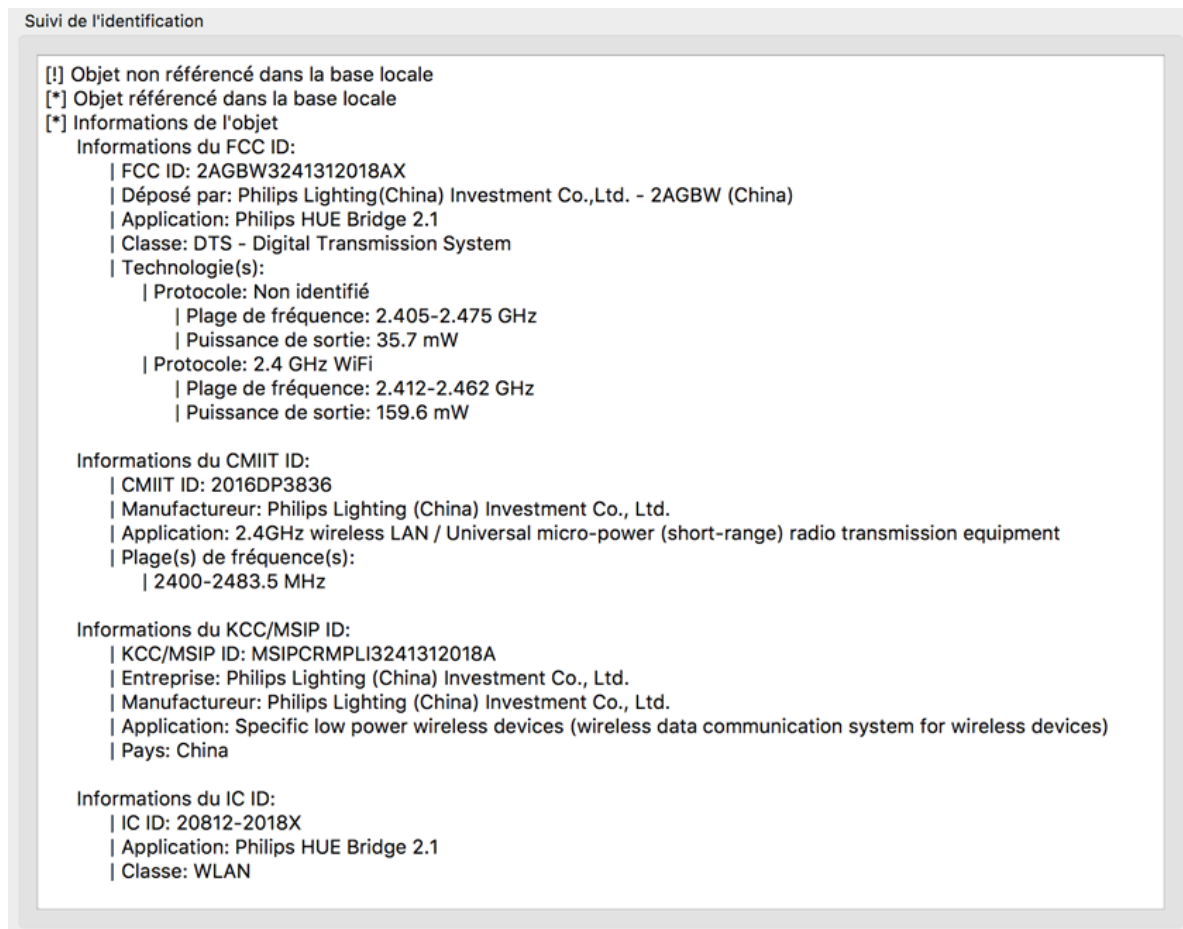 Suivi de l'identification
[!] Objet non référencé dans la base locale
[*] Objet référencé dans la base locale
[*] Informations de l'objet
Informations du FCC ID:
| FCC ID: 2AGBW3241312018AX
| Déposé par: Philips Lighting(China) Investment Co.,Ltd. - 2AGBW (China)
| Application: Philips HUE Bridge 2.1
| Classe: DTS - Digital Transmission System
| Technologie(s):
| Protocole: Non identifié
| Plage de fréquence: 2.405-2.475 GHz
| Puissance de sortie: 35.7 mW
| Protocole: 2.4 GHz WiFi
| Plage de fréquence: 2.412-2.462 GHz
| Puissance de sortie: 159.6 mW
Informations du CMIIT ID:
| CMIIT ID: 2016DP3836
| Manufactureur: Philips Lighting (China) Investment Co., Ltd.
| Application: 2.4GHz wireless LAN / Universal micro-power (short-range) radio transmission equipment
| Plage(s) de fréquence(s):
| 2400-2483.5 MHz
Informations du KCC/MSIP ID:
| KCC/MSIP ID: MSIPCRMPLI3241312018A
| Entreprise: Philips Lighting (China) Investment Co., Ltd.
| Manufactureur: Philips Lighting (China) Investment Co., Ltd.
| Application: Specific low power wireless devices (wireless data communication system for wireless devices)
| Pays: China
Informations du IC ID:
| IC ID: 20812-2018X
| Application: Philips HUE Bridge 2.1
| Classe: WLAN